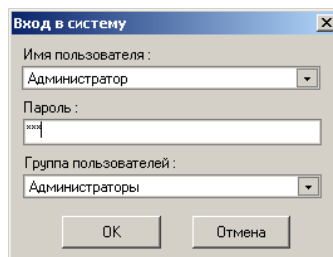 Вход в систему
Имя пользователя :
Администратор
Пароль :
***
Группа пользователей :
Администраторы
OK
Отмена